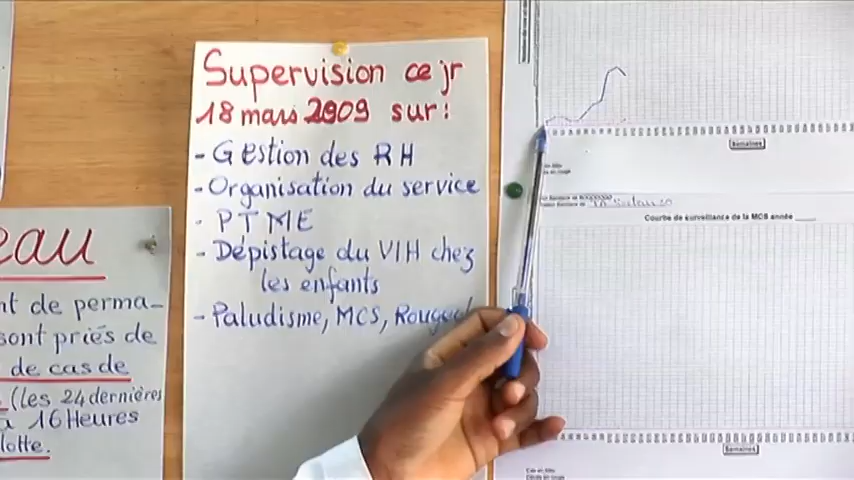 Supervision ce jr
18 mars 2009 sur:
- Gestion des RH
- Organisation du service
- PTME
- Dépistage du VIH chez
les enfants
- Paludisme, MCS, Rougeol
eau
nt de perma-
sont priés de
de cas de
(les 24 dernières
à 16 Heures
lotte.
Semaines
Courbe de surveillance de la MCS année ____
Semaines